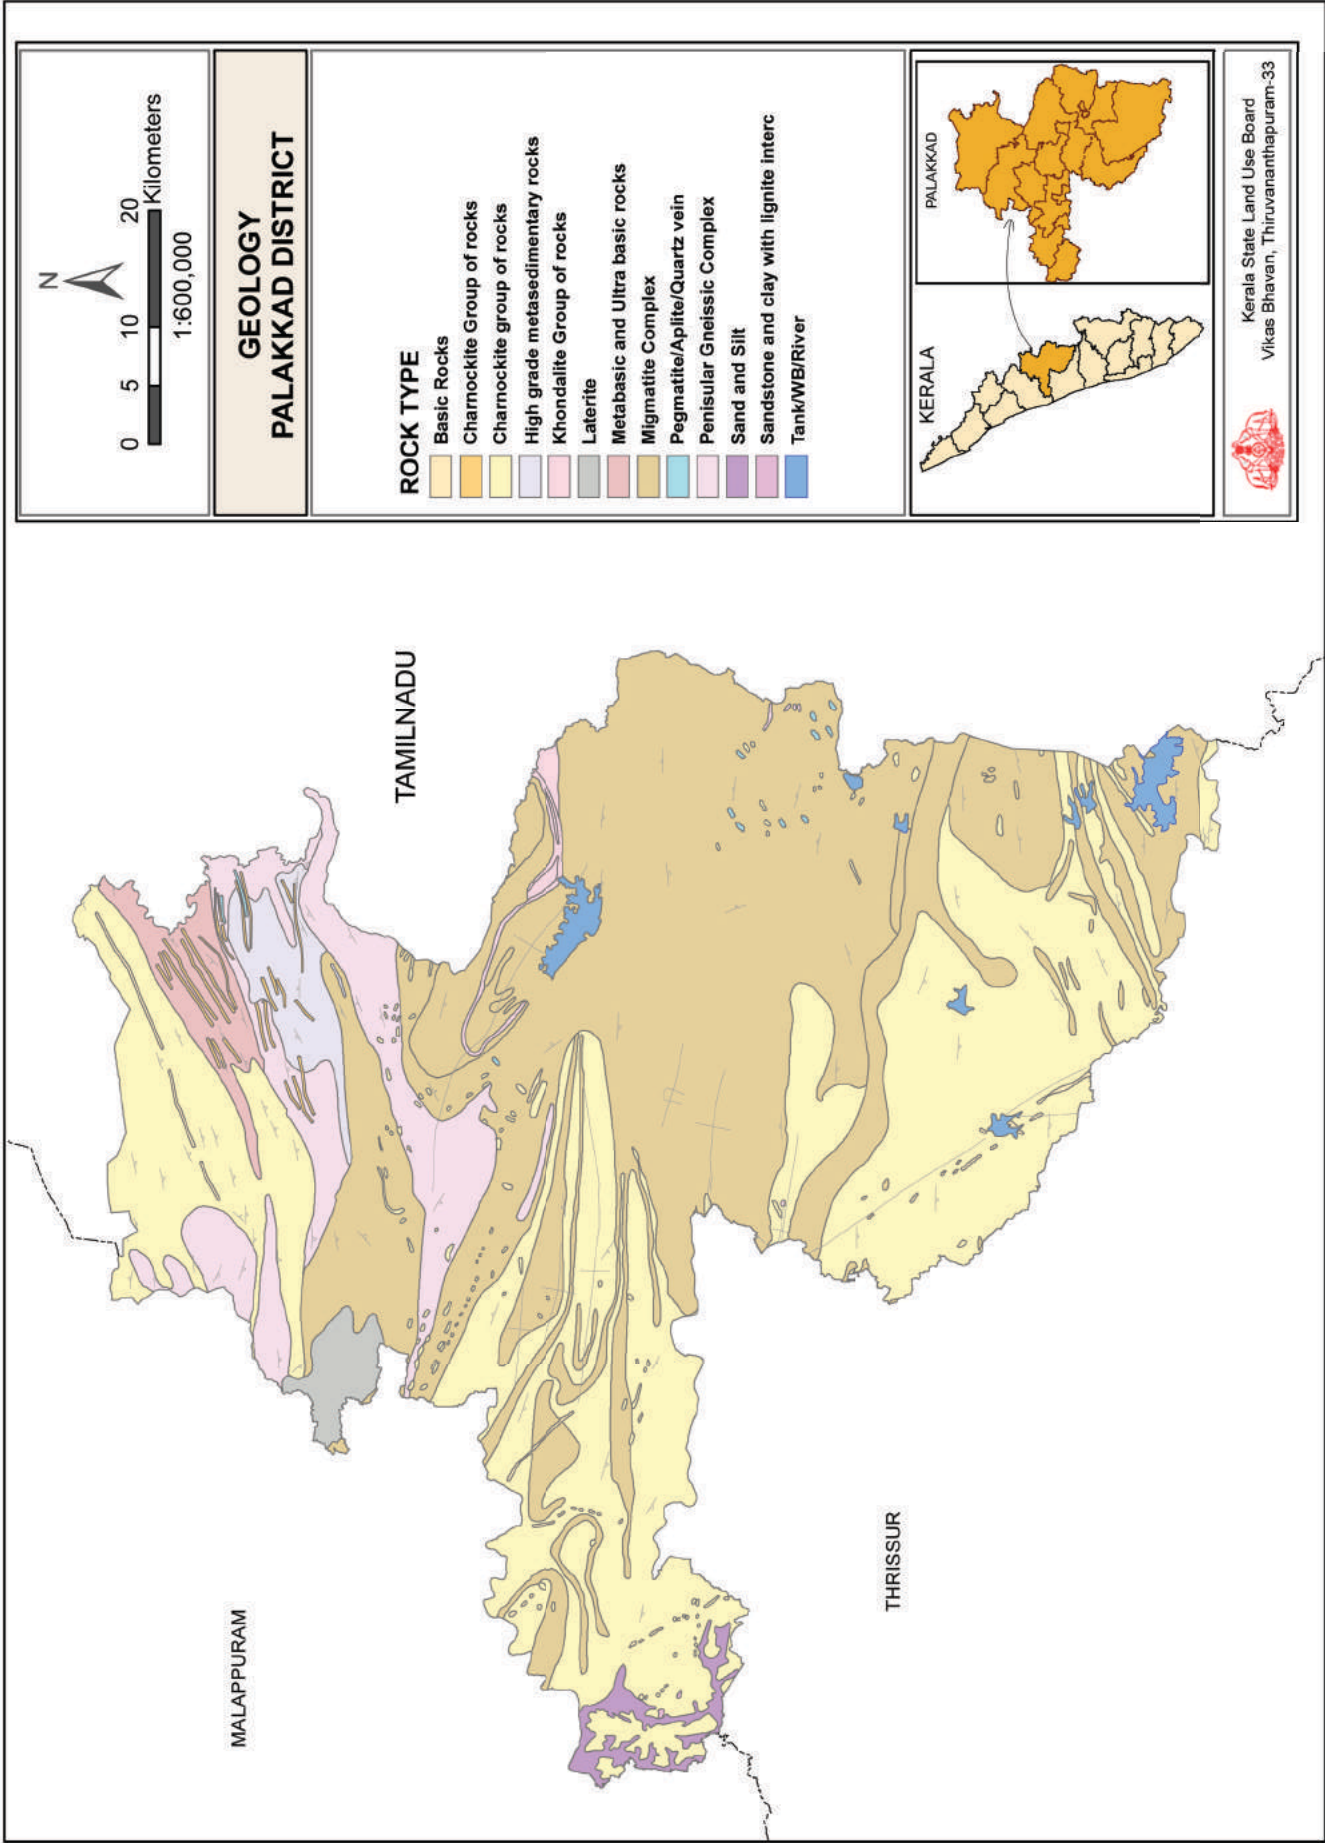 N
0 5 10 20
Kilometers
1:600,000
GEOLOGY
PALAKKAD DISTRICT
ROCK TYPE
Basic Rocks
Charnockite Group of rocks
Charnockite group of rocks
High grade metasedimentary rocks
Khondalite Group of rocks
Laterite
Metabasic and Ultra basic rocks
Migmatite Complex
Pegmatite/Aplite/Quartz vein
Penisular Gneissic Complex
Sand and Silt
Sandstone and clay with lignite interc
Tank/WB/River
KERALA
PALAKKAD
Kerala State Land Use Board
Vikas Bhavan, Thiruvananthapuram-33
TAMILNADU
MALAPPURAM
THRISSUR